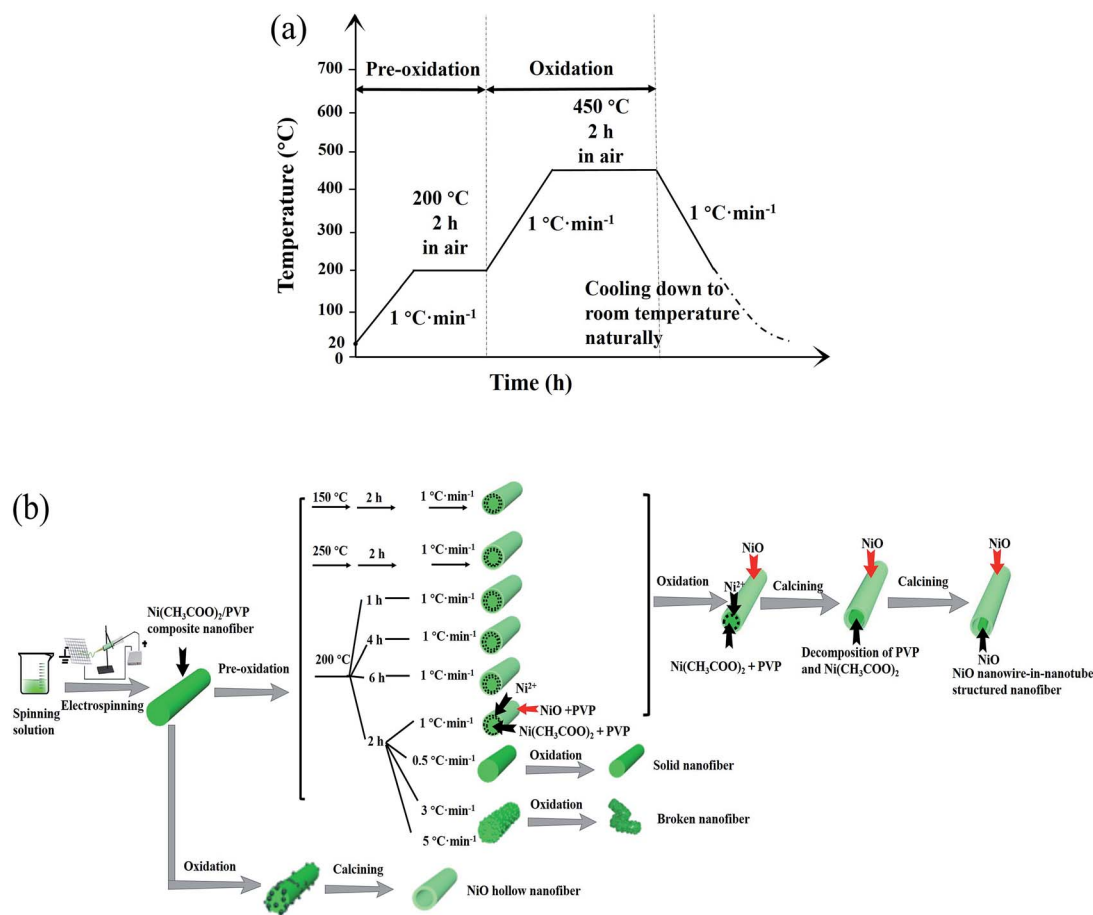 (a)
700
600
500
400
300
200
100
20
0
Temperature (°C)
Pre-oxidation
Oxidation
450 °C
2 h
in air
200 °C
2 h
in air
1 °C·min⁻¹
1 °C·min⁻¹
1 °C·min⁻¹
Cooling down to
room temperature
naturally
Time (h)
(b)
Spinning
solution
Electrospinning
Ni(CH₃COO)₂/PVP
composite nanofiber
Pre-oxidation
150 °C
2 h
1 °C·min⁻¹
250 °C
2 h
1 °C·min⁻¹
200 °C
1 h
1 °C·min⁻¹
4 h
1 °C·min⁻¹
6 h
1 °C·min⁻¹
2 h
1 °C·min⁻¹
Ni²⁺
NiO +PVP
Ni(CH₃COO)₂ + PVP
0.5 °C·min⁻¹
Oxidation
Solid nanofiber
3 °C·min⁻¹
5 °C·min⁻¹
Oxidation
Broken nanofiber
Oxidation
NiO
Ni²⁺
Ni(CH₃COO)₂ + PVP
Calcining
NiO
Decomposition of PVP
and Ni(CH₃COO)₂
Calcining
NiO
NiO
NiO nanowire-in-nanotube
structured nanofiber
Oxidation
Calcining
NiO hollow nanofiber